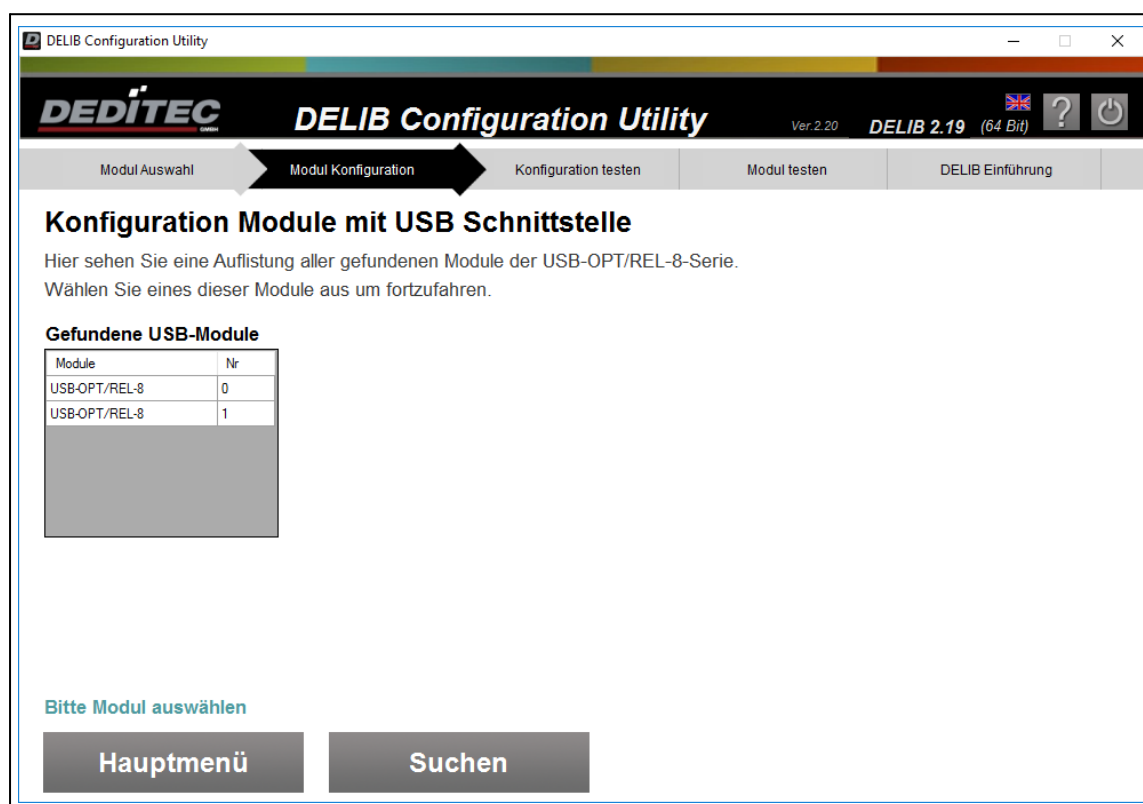 DELIB Configuration Utility
DEDITEC
GMBH
DELIB Configuration Utility
Ver.2.20
DELIB 2.19 (64 Bit)
?
Modul Auswahl
Modul Konfiguration
Konfiguration testen
Modul testen
DELIB Einführung
Konfiguration Module mit USB Schnittstelle
Hier sehen Sie eine Auflistung aller gefundenen Module der USB-OPT/REL-8-Serie.
Wählen Sie eines dieser Module aus um fortzufahren.
Gefundene USB-Module
Module Nr
USB-OPT/REL-8 0
USB-OPT/REL-8 1
Bitte Modul auswählen
Hauptmenü
Suchen